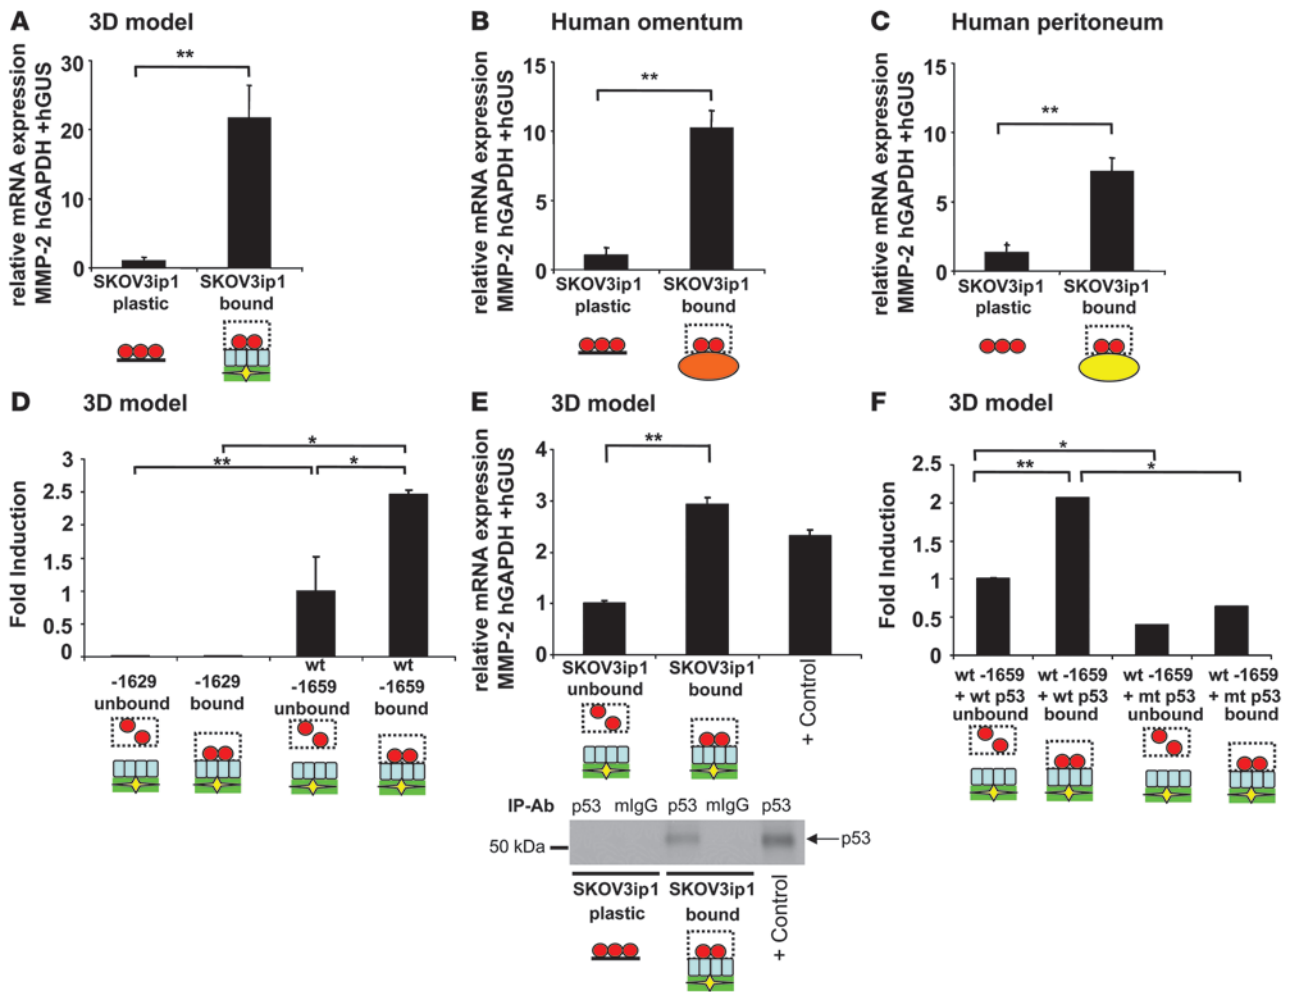 A 3D model
relative mRNA expression
MMP-2 hGAPDH +hGUS
30
20
10
0
**
SKOV3ip1
plastic
SKOV3ip1
bound
B Human omentum
relative mRNA expression
MMP-2 hGAPDH +hGUS
15
10
5
0
**
SKOV3ip1
plastic
SKOV3ip1
bound
C Human peritoneum
relative mRNA expression
MMP-2 hGAPDH +hGUS
15
10
5
0
**
SKOV3ip1
plastic
SKOV3ip1
bound
D 3D model
Fold Induction
3
2.5
2
1.5
1
0.5
0
*
**
*
-1629
unbound
-1629
bound
wt
-1659
unbound
wt
-1659
bound
E 3D model
relative mRNA expression
MMP-2 hGAPDH +hGUS
4
3
2
1
0
**
SKOV3ip1
unbound
SKOV3ip1
bound
+ Control
IP-Ab p53 mIgG p53 mIgG p53
50 kDa
p53
SKOV3ip1
plastic
SKOV3ip1
bound
+ Control
F 3D model
Fold Induction
2.5
2
1.5
1
0.5
0
*
**
*
wt -1659
+ wt p53
unbound
wt -1659
+ wt p53
bound
wt -1659
+ mt p53
unbound
wt -1659
+ mt p53
bound